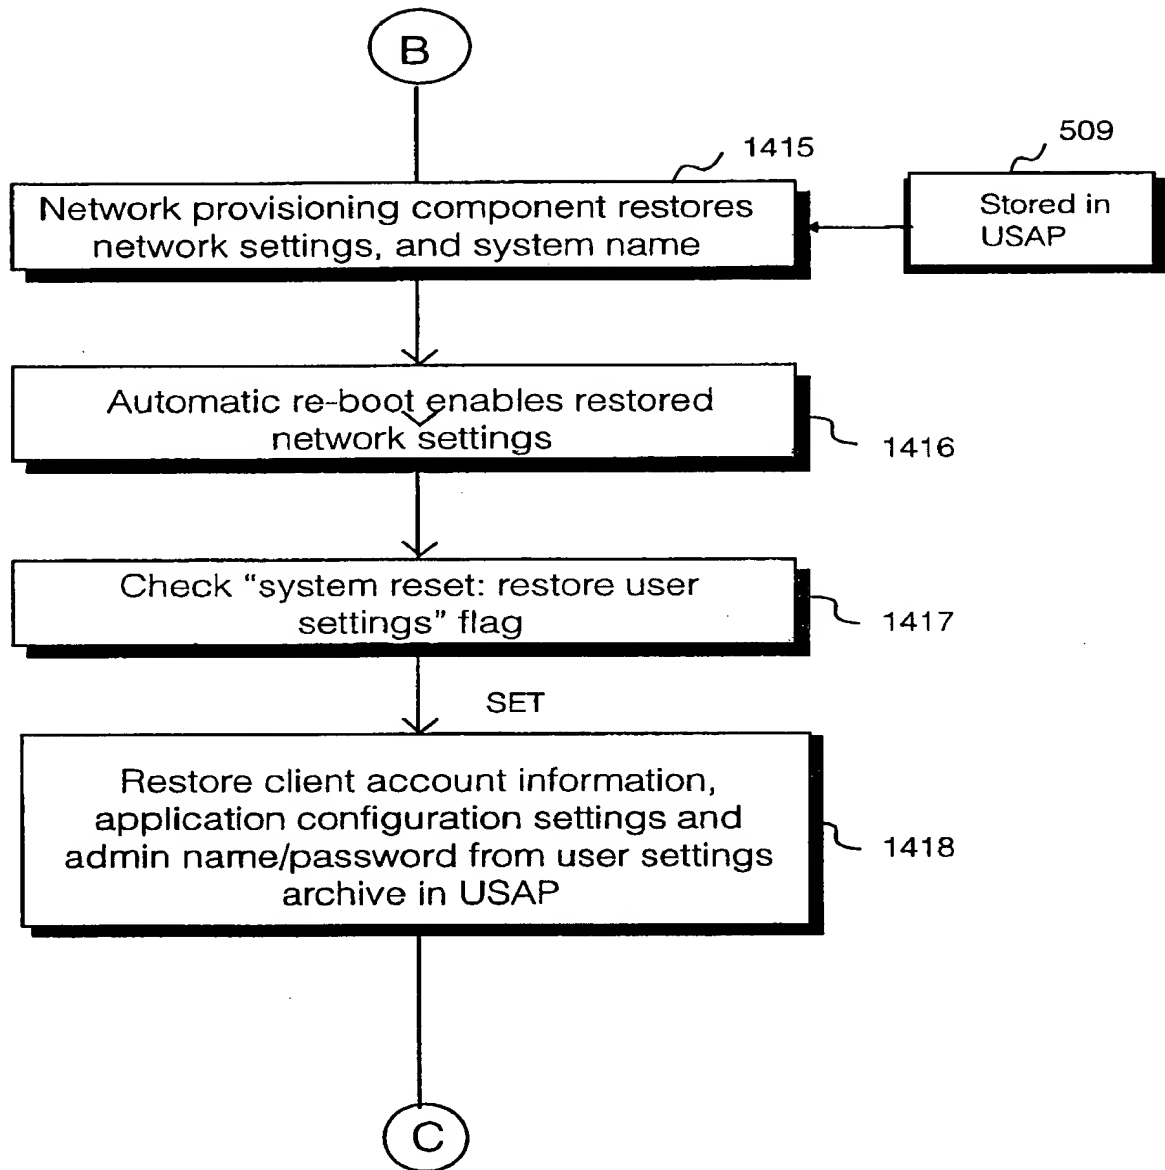 B
1415
509
Network provisioning component restores
network settings, and system name
Stored in
USAP
Automatic re-boot enables restored
network settings
1416
Check “system reset: restore user
settings” flag
1417
SET
Restore client account information,
application configuration settings and
admin name/password from user settings
archive in USAP
1418
C